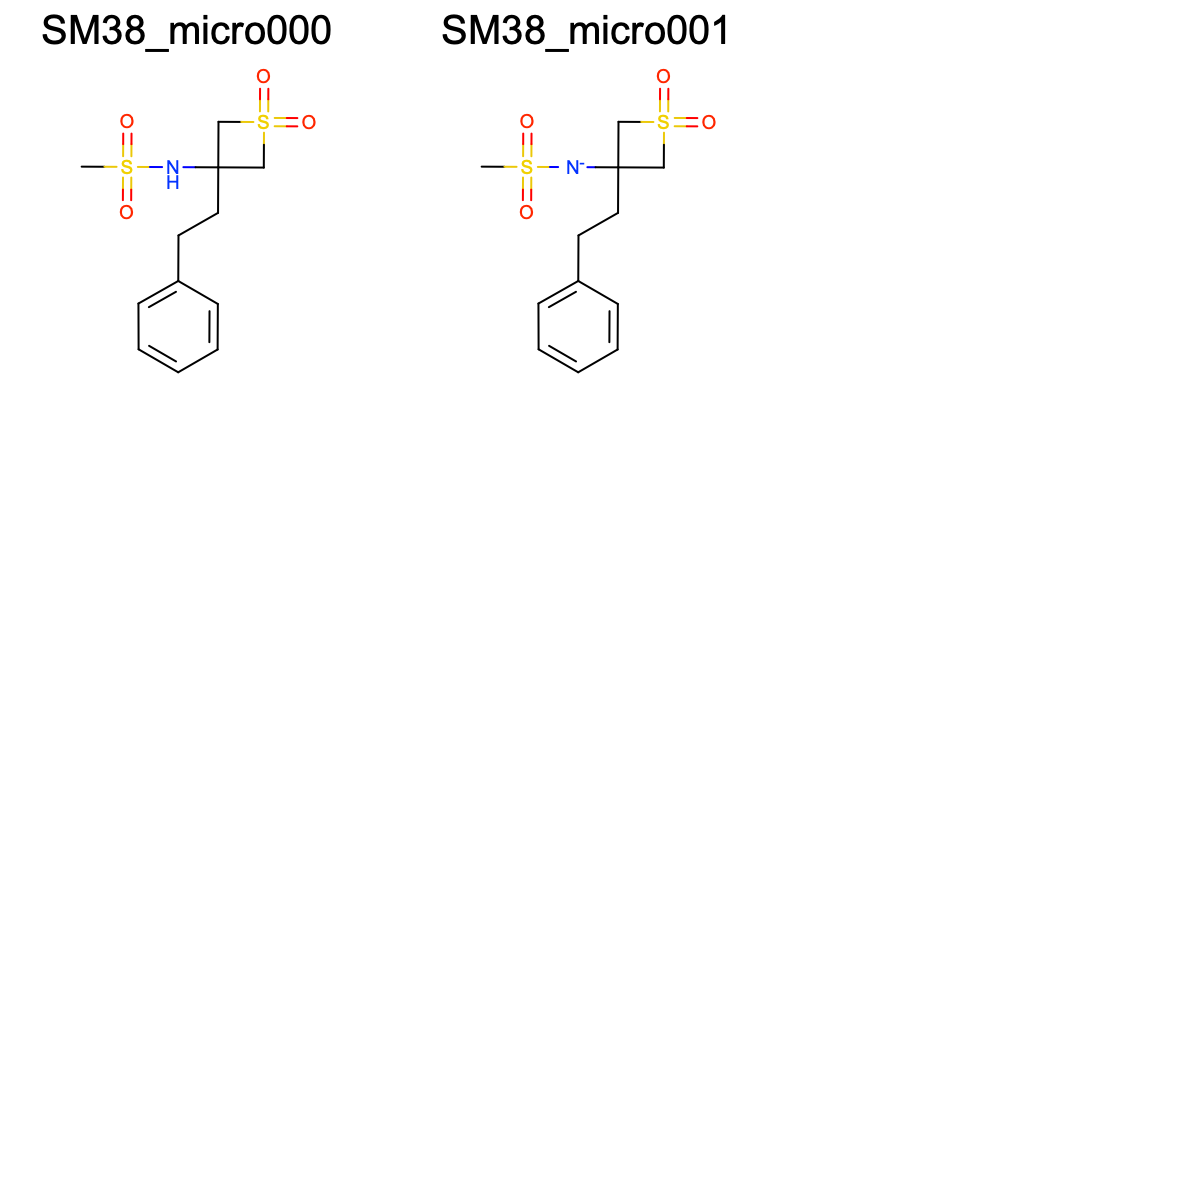 SM38_micro000 SM38_micro001
O O
O S O O S O
S N S N-
H
O O